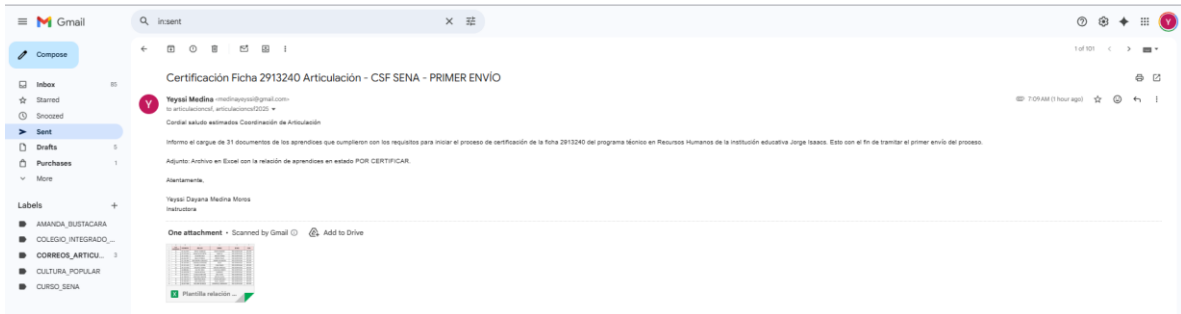 Gmail
in:sent
Y
Compose
1 of 101
Inbox 85
Starred
Snoozed
Sent
Drafts 5
Purchases 1
More
Labels
AMANDA_BUSTACARA
COLEGIO_INTEGRADO_...
CORREOS_ARTICU... 3
CULTURA_POPULAR
CURSO_SENA
Certificación Ficha 2913240 Articulación - CSF SENA - PRIMER ENVÍO
Y
Yeyssi Medina <medinayeyssi@gmail.com>
7:09 AM (1 hour ago)
to articulacioncsf, articulacioncsf2025
Cordial saludo estimados Coordinación de Articulación
Informo el cargue de 31 documentos de los aprendices que cumplieron con los requisitos para iniciar el proceso de certificación de la ficha 2913240 del programa técnico en Recursos Humanos de la institución educativa Jorge Isaacs. Esto con el fin de tramitar el primer envío del proceso.
Adjunto: Archivo en Excel con la relación de aprendices en estado POR CERTIFICAR.
Atentamente,
Yeyssi Dayana Medina Moros
Instructora
One attachment • Scanned by Gmail
Add to Drive
Plantilla relación ...